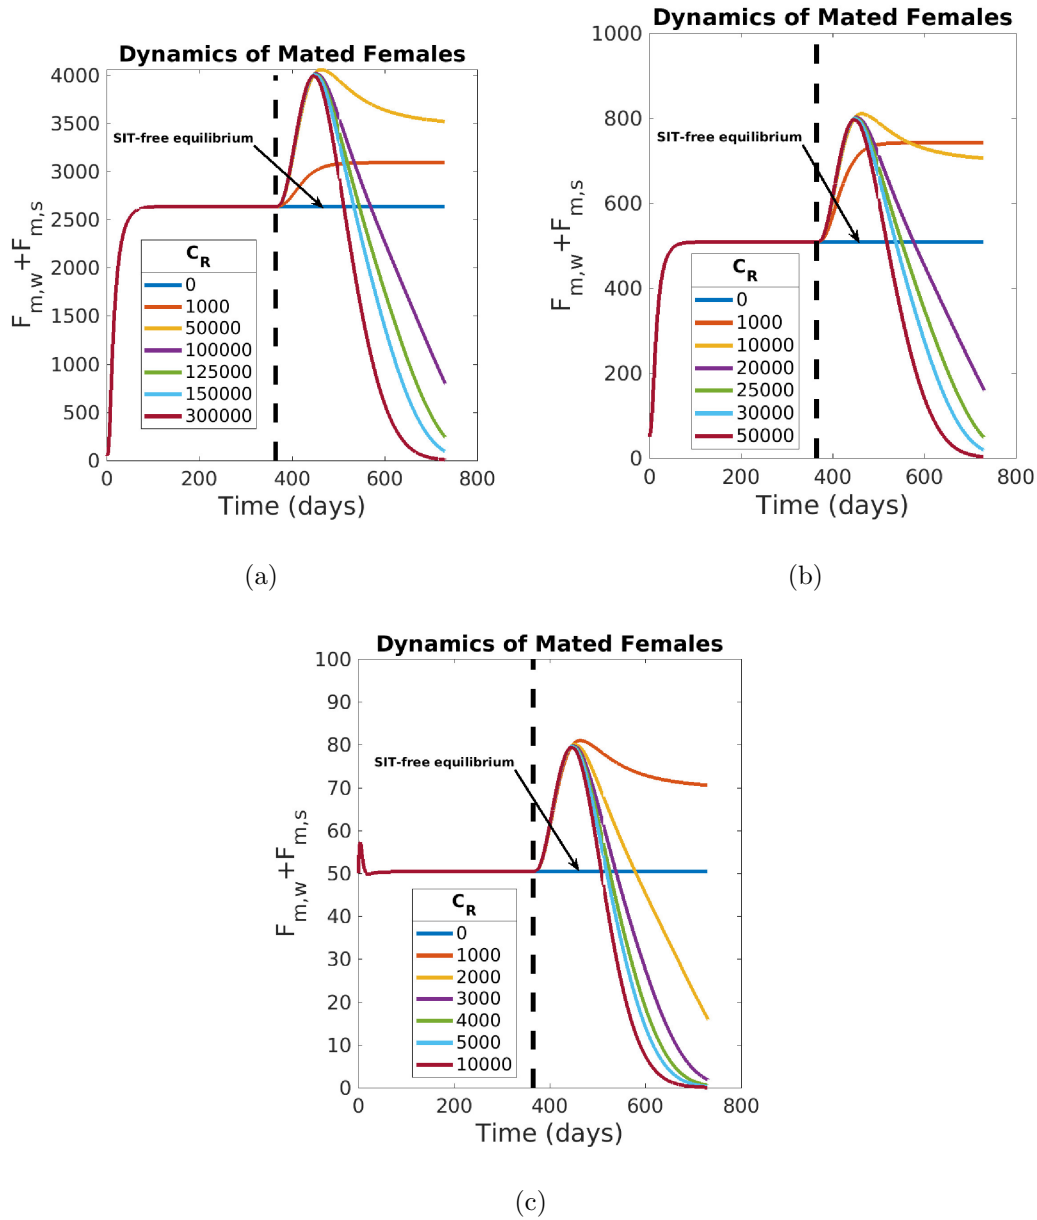 Dynamics of Mated Females
4000
3500
3000
2500
2000
1500
1000
500
0
F_{m,w}+F_{m,s}
SIT-free equilibrium
C_R
0
1000
50000
100000
125000
150000
300000
0 200 400 600 800
Time (days)
(a)
Dynamics of Mated Females
1000
800
600
400
200
0
F_{m,w}+F_{m,s}
SIT-free equilibrium
C_R
0
1000
10000
20000
25000
30000
50000
0 200 400 600 800
Time (days)
(b)
Dynamics of Mated Females
100
90
80
70
60
50
40
30
20
10
0
F_{m,w}+F_{m,s}
SIT-free equilibrium
C_R
0
1000
2000
3000
4000
5000
10000
0 200 400 600 800
Time (days)
(c)